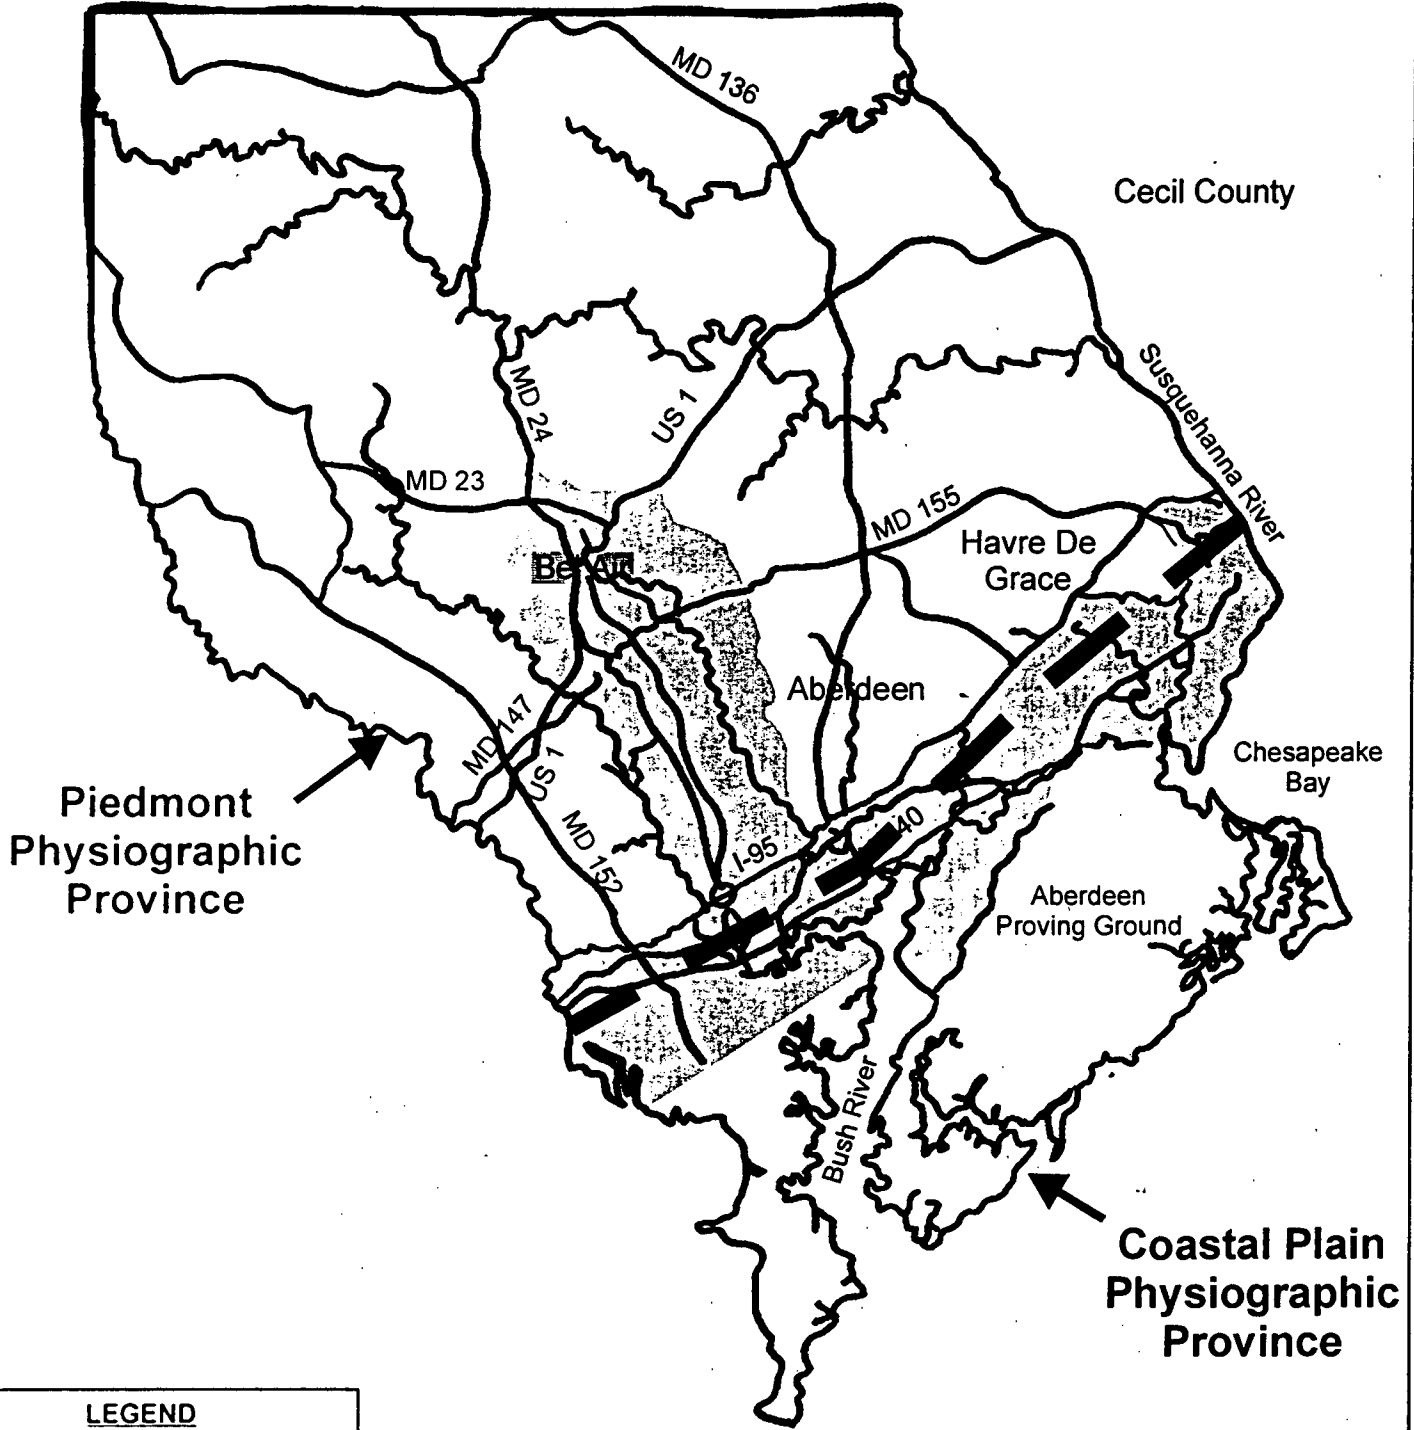 MD 136
Cecil County
Susquehanna River
MD 24
US 1
MD 23
MD 155
Havre De
Grace
Bel Air
Aberdeen
MD 147
US 1
Chesapeake
Bay
Piedmont
Physiographic
Province
MD 152
I-95
40
Aberdeen
Proving Ground
Bush River
Coastal Plain
Physiographic
Province
LEGEND